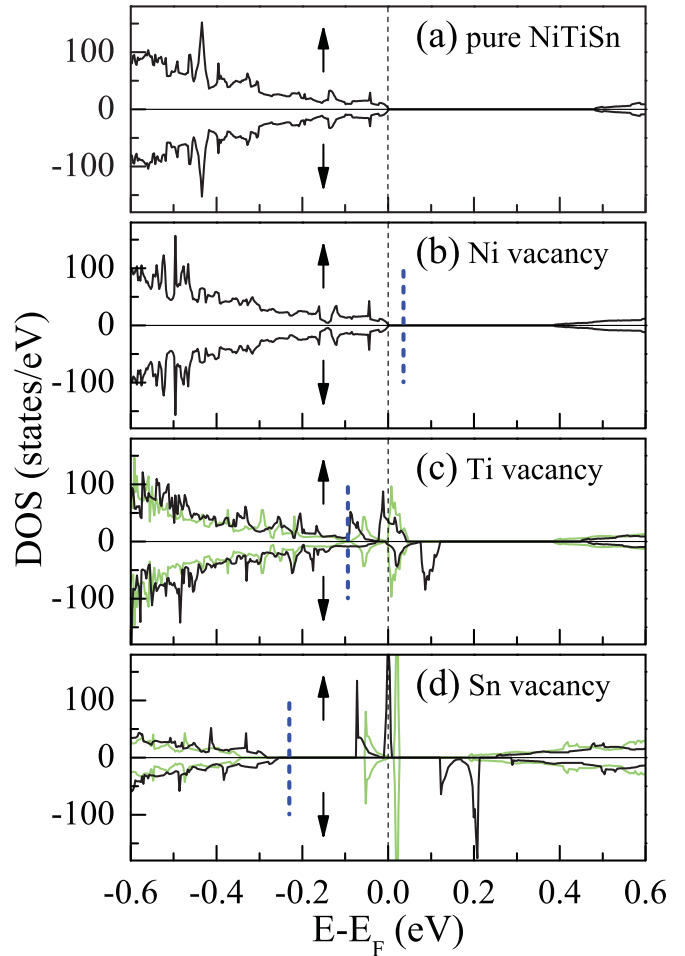 DOS (states/eV)
(a) pure NiTiSn
100
0
-100
(b) Ni vacancy
100
0
-100
(c) Ti vacancy
100
0
-100
(d) Sn vacancy
100
0
-100
-0.6 -0.4 -0.2 0.0 0.2 0.4 0.6
E-E_F (eV)